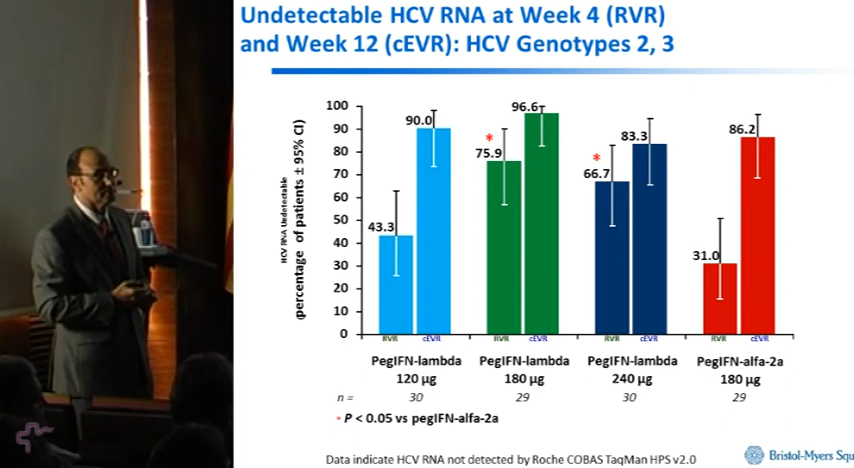 Undetectable HCV RNA at Week 4 (RVR)
and Week 12 (cEVR): HCV Genotypes 2, 3
HCV RNA Undetectable
(percentage of patients ± 95% CI)
100
90
80
70
60
50
40
30
20
10
0
43.3
90.0
*
75.9
96.6
*
66.7
83.3
31.0
86.2
RVR cEVR RVR cEVR RVR cEVR RVR cEVR
PegIFN-lambda PegIFN-lambda PegIFN-lambda PegIFN-alfa-2a
120 µg 180 µg 240 µg 180 µg
n = 30 29 30 29
* P < 0.05 vs pegIFN-alfa-2a
Data indicate HCV RNA not detected by Roche COBAS TaqMan HPS v2.0
Bristol-Myers Squ